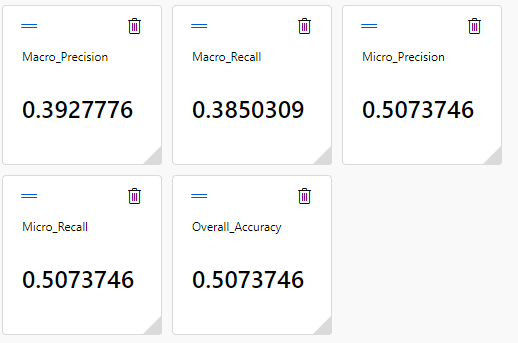 Macro_Precision
0.3927776
Macro_Recall
0.3850309
Micro_Precision
0.5073746
Micro_Recall
0.5073746
Overall_Accuracy
0.5073746